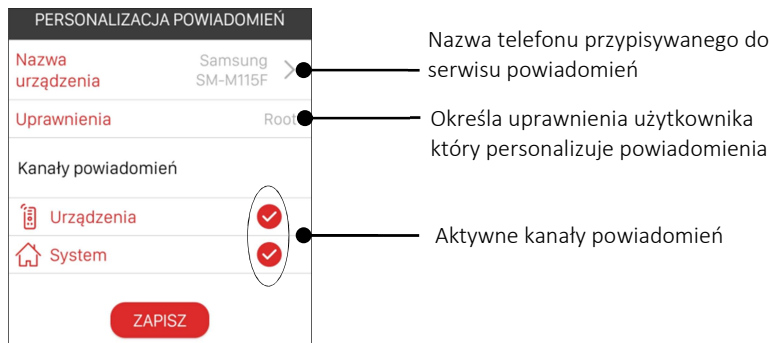 PERSONALIZACJA POWIADOMIEŃ
Nazwa
urządzenia
Samsung
SM-M115F
Nazwa telefonu przypisywanego do
serwisu powiadomień
Uprawnienia
Root
Określa uprawnienia użytkownika
który personalizuje powiadomienia
Kanały powiadomień
Urządzenia
System
Aktywne kanały powiadomień
ZAPISZ